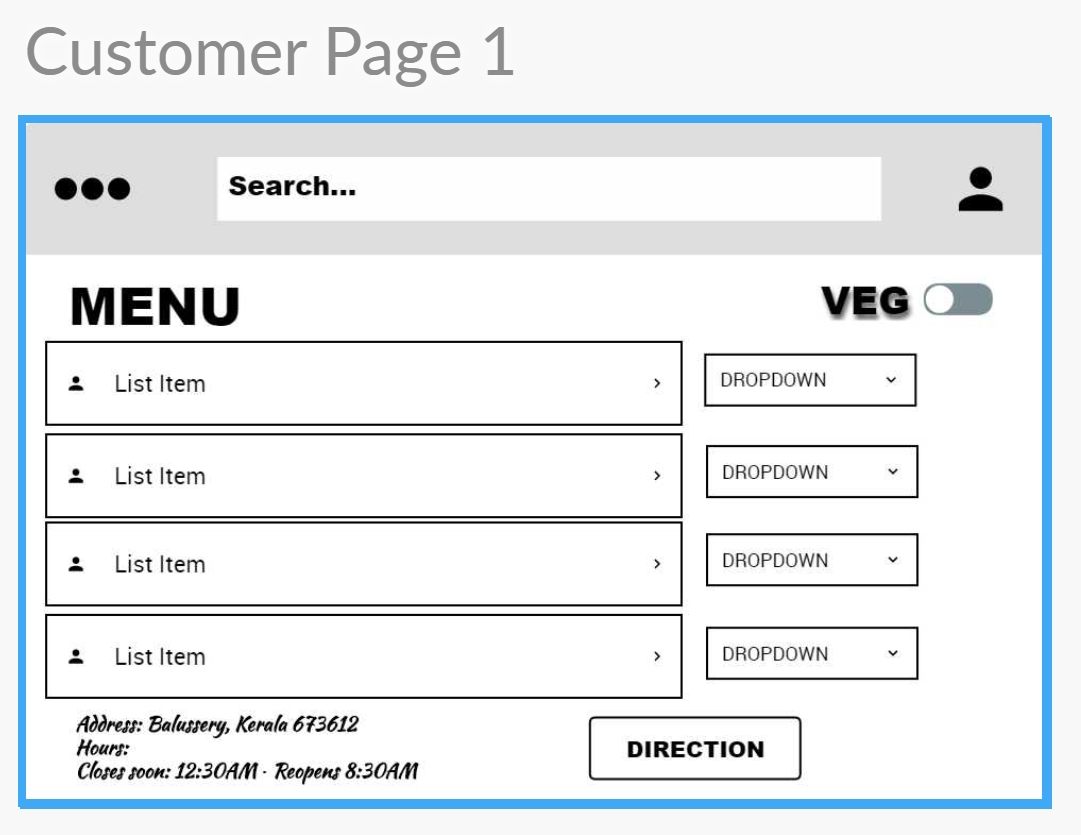 Customer Page 1
Search...
MENU
VEG
List Item
DROPDOWN
List Item
DROPDOWN
List Item
DROPDOWN
List Item
DROPDOWN
Address: Balussery, Kerala 673612
Hours:
Closes soon: 12:30AM · Reopens 8:30AM
DIRECTION